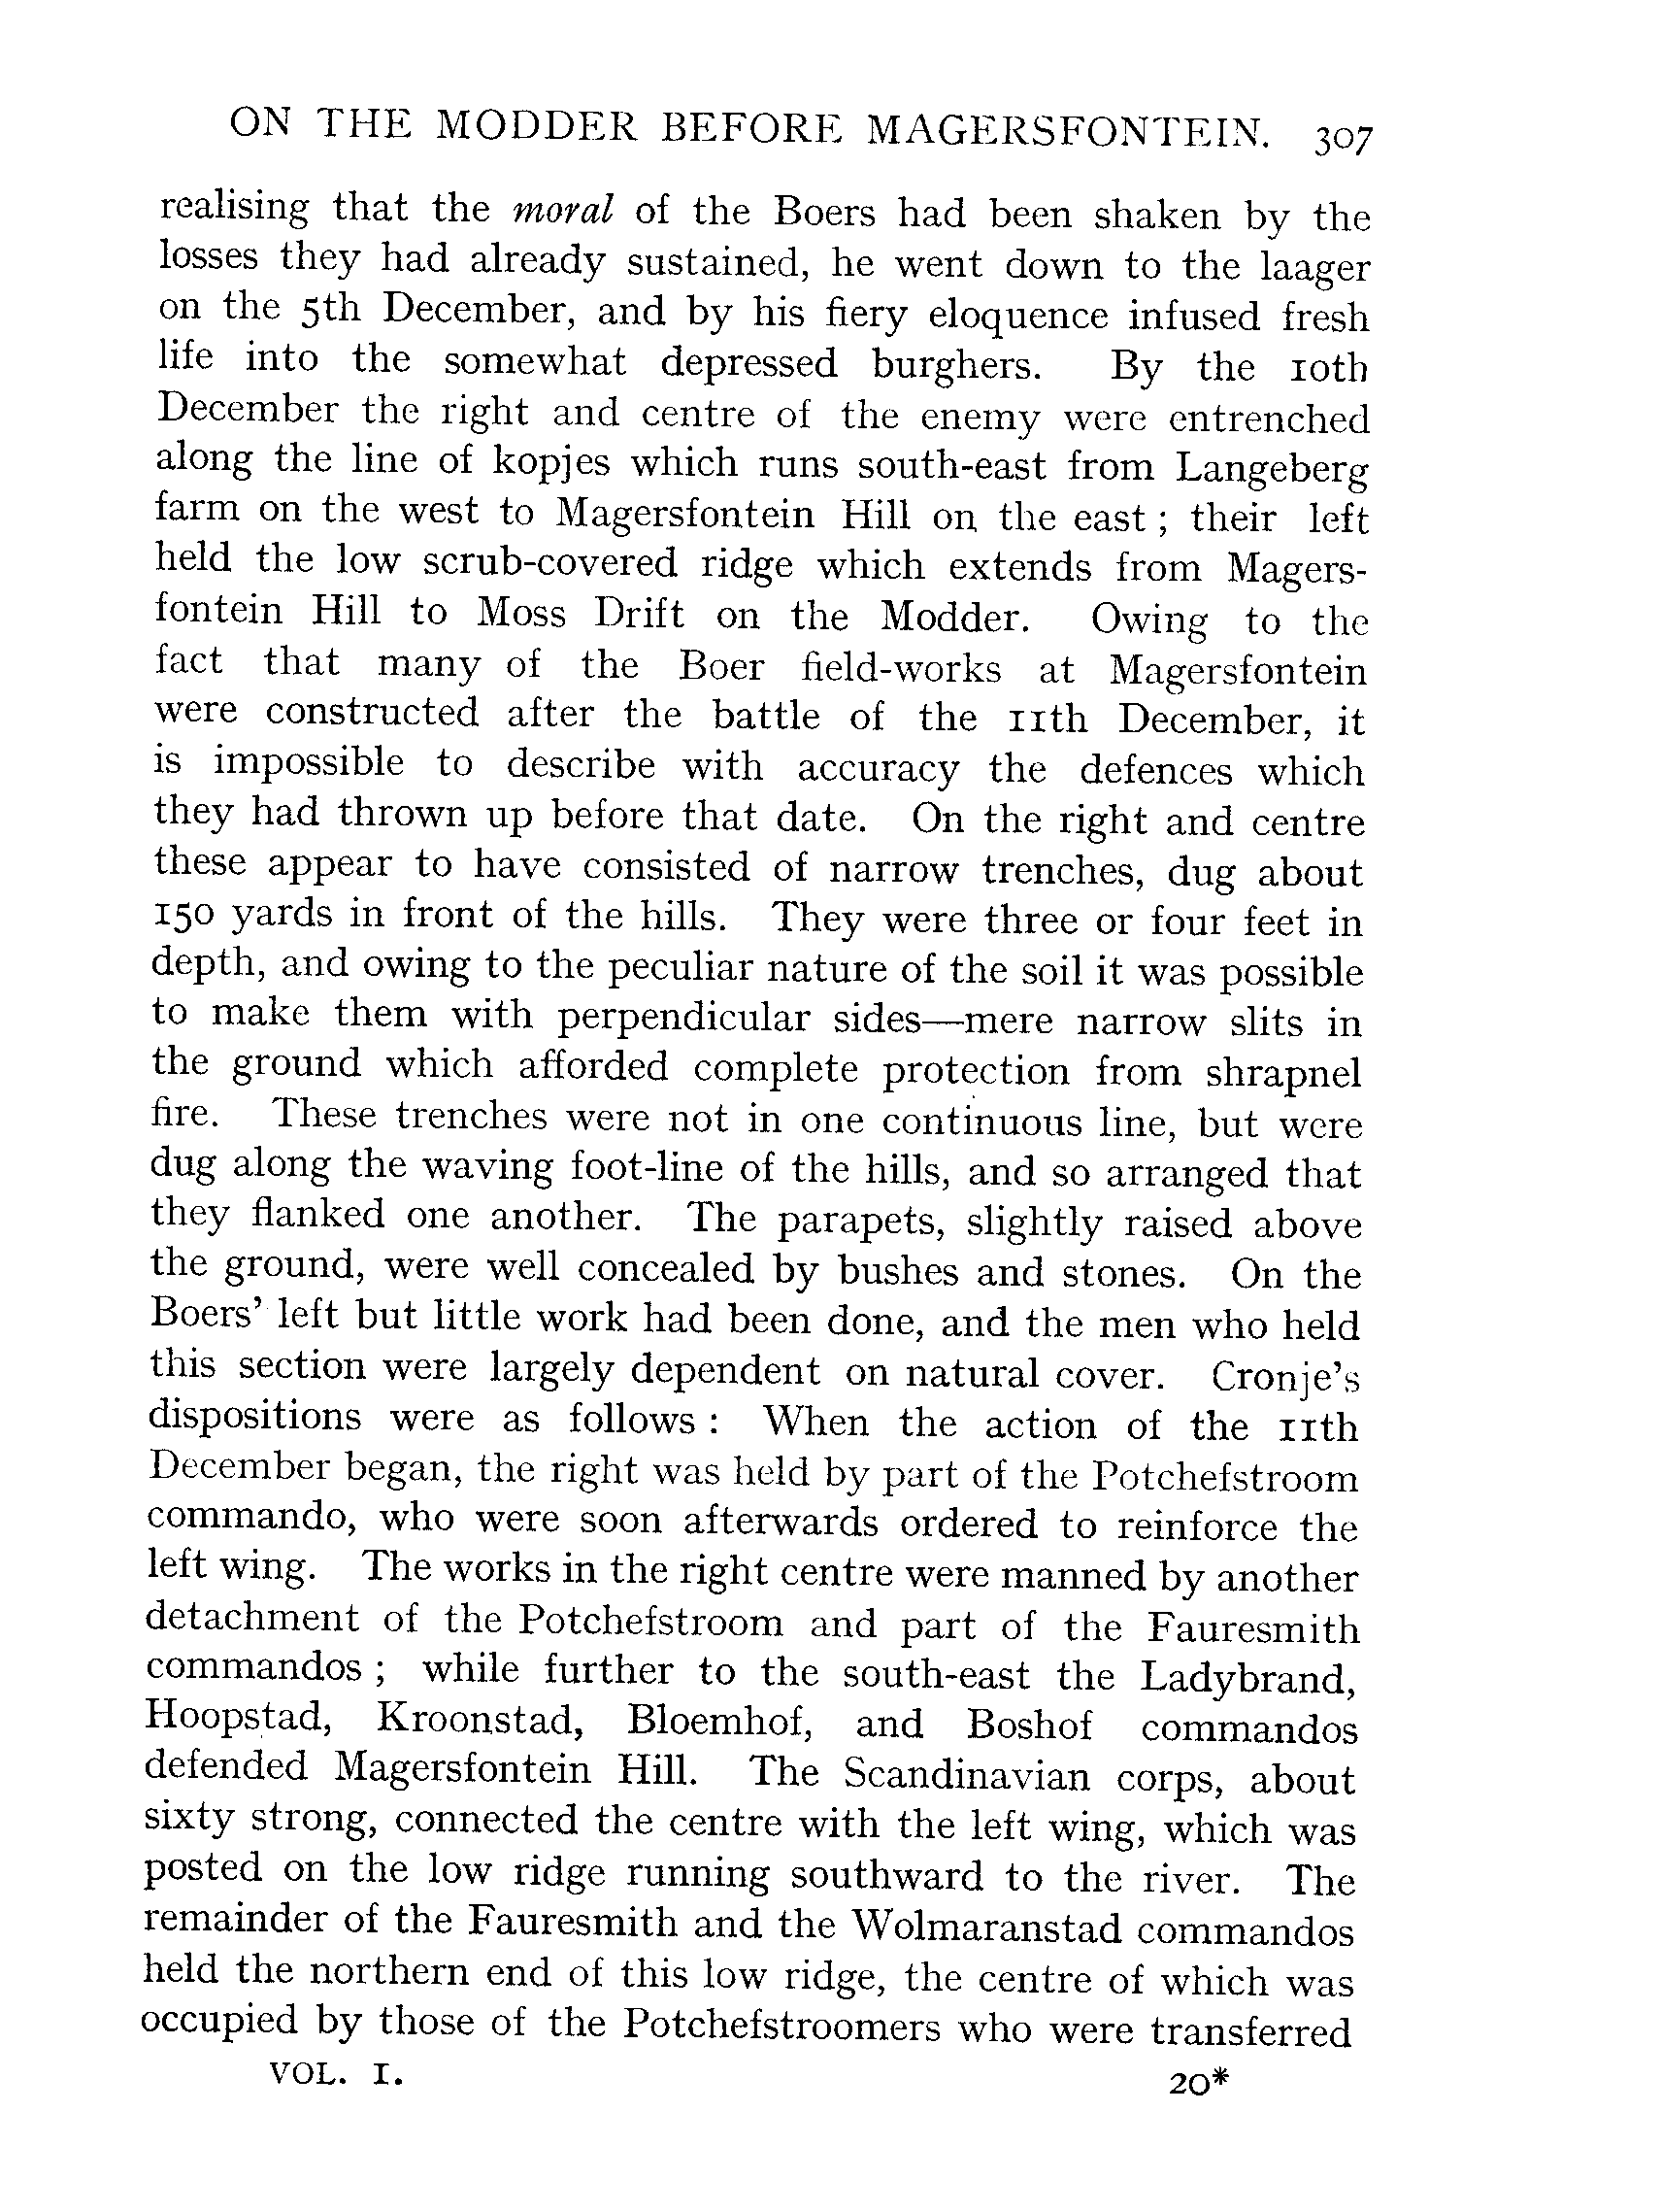 ON THE MODDER BEFORE MAGERSFONTEIN. 307
realising that the moral of the Boers had been shaken by the
losses they had already sustained, he went down to the laager
on the 5th December, and by his fiery eloquence infused fresh
life into the somewhat depressed burghers. By the 10th
December the right and centre of the enemy were entrenched
along the line of kopjes which runs south-east from Langeberg
farm on the west to Magersfontein Hill on the east ; their left
held the low scrub-covered ridge which extends from Magers-
fontein Hill to Moss Drift on the Modder. Owing to the
fact that many of the Boer field-works at Magersfontein
were constructed after the battle of the 11th December, it
is impossible to describe with accuracy the defences which
they had thrown up before that date. On the right and centre
these appear to have consisted of narrow trenches, dug about
150 yards in front of the hills. They were three or four feet in
depth, and owing to the peculiar nature of the soil it was possible
to make them with perpendicular sides—mere narrow slits in
the ground which afforded complete protection from shrapnel
fire. These trenches were not in one continuous line, but were
dug along the waving foot-line of the hills, and so arranged that
they flanked one another. The parapets, slightly raised above
the ground, were well concealed by bushes and stones. On the
Boers' left but little work had been done, and the men who held
this section were largely dependent on natural cover. Cronje's
dispositions were as follows : When the action of the 11th
December began, the right was held by part of the Potchefstroom
commando, who were soon afterwards ordered to reinforce the
left wing. The works in the right centre were manned by another
detachment of the Potchefstroom and part of the Fauresmith
commandos ; while further to the south-east the Ladybrand,
Hoopstad, Kroonstad, Bloemhof, and Boshof commandos
defended Magersfontein Hill. The Scandinavian corps, about
sixty strong, connected the centre with the left wing, which was
posted on the low ridge running southward to the river. The
remainder of the Fauresmith and the Wolmaranstad commandos
held the northern end of this low ridge, the centre of which was
occupied by those of the Potchefstroomers who were transferred
VOL. I. 20*